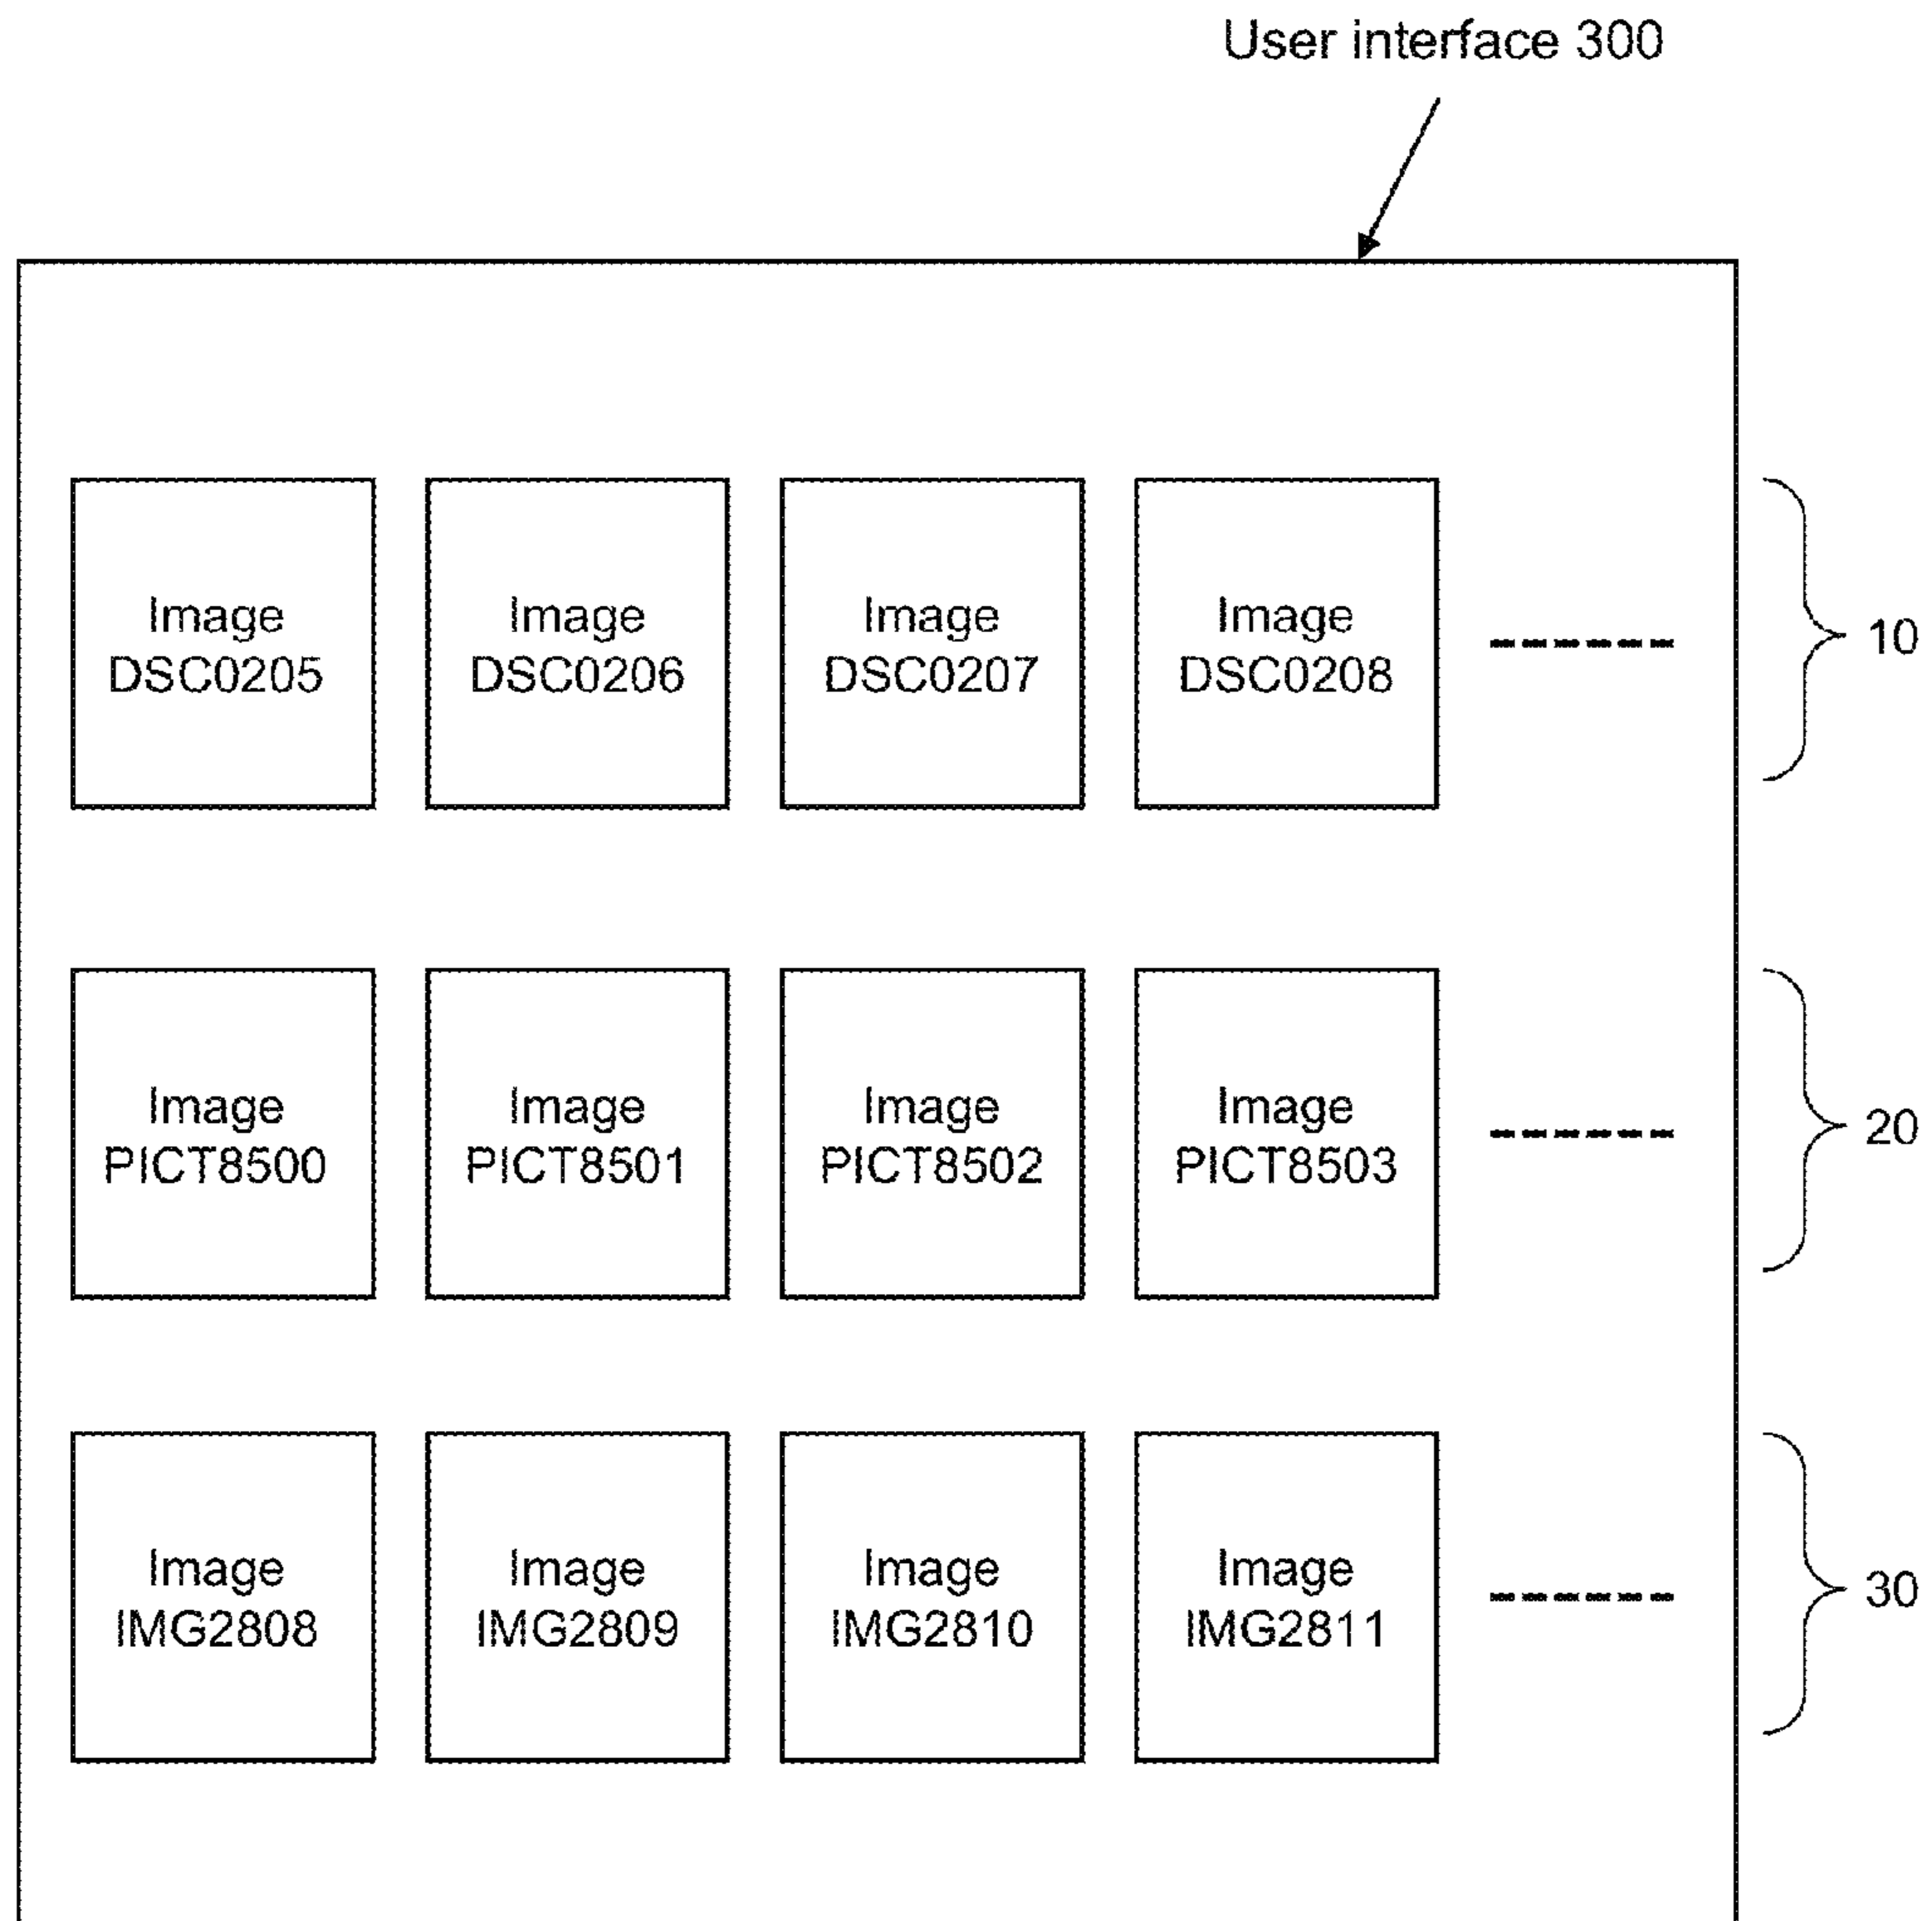 User interface 300
Image
DSC0205
Image
DSC0206
Image
DSC0207
Image
DSC0208
10
Image
PICT8500
Image
PICT8501
Image
PICT8502
Image
PICT8503
20
Image
IMG2808
Image
IMG2809
Image
IMG2810
Image
IMG2811
30